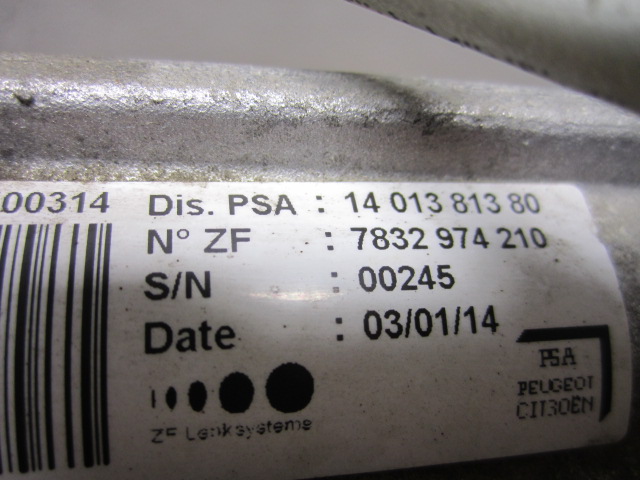 00314
Dis. PSA : 14 013 813 80
N° ZF : 7832 974 210
S/N : 00245
Date : 03/01/14
ZF Lenksysteme
PSA
PEUGEOT
CITROËN